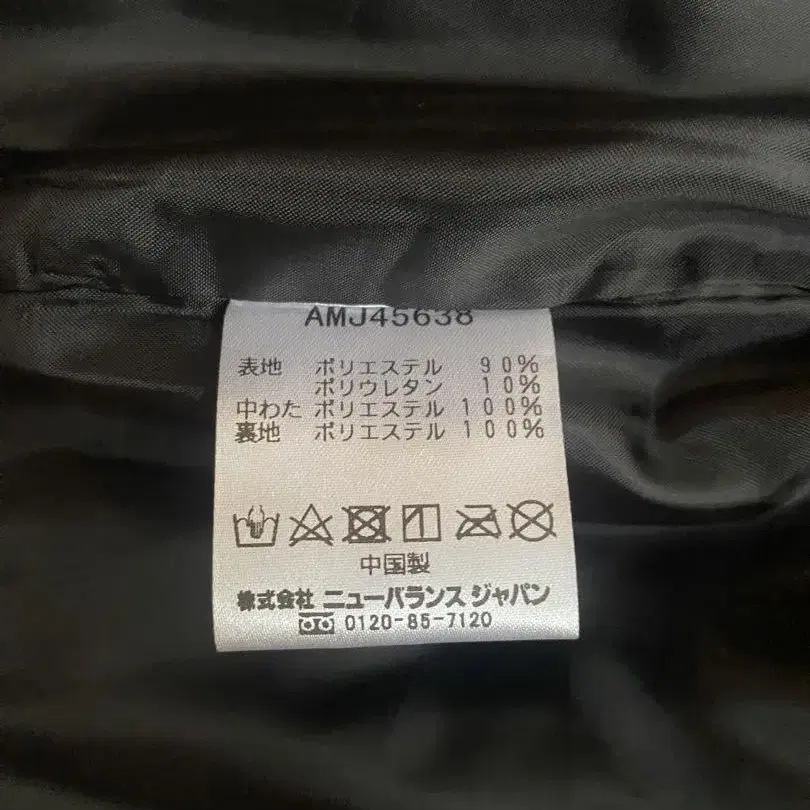 AMJ45638
表地 ポリエステル 90%
ポリウレタン 10%
中わた ポリエステル 100%
裏地 ポリエステル 100%
中国製
株式会社 ニューバランス ジャパン
0120-85-7120